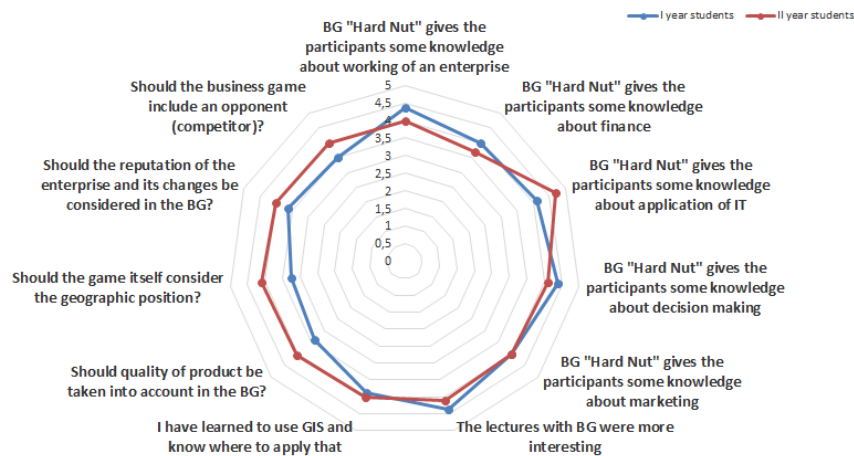 I year students
II year students
BG "Hard Nut" gives the
participants some knowledge
about working of an enterprise
BG "Hard Nut" gives the
participants some knowledge
about finance
BG "Hard Nut" gives the
participants some knowledge
about application of IT
BG "Hard Nut" gives the
participants some knowledge
about decision making
BG "Hard Nut" gives the
participants some knowledge
about marketing
The lectures with BG were more
interesting
I have learned to use GIS and
know where to apply that
Should quality of product be
taken into account in the BG?
Should the game itself consider
the geographic position?
Should the reputation of the
enterprise and its changes be
considered in the BG?
Should the business game
include an opponent
(competitor)?
5
4,5
4
3,5
3
2,5
2
1,5
1
0,5
0